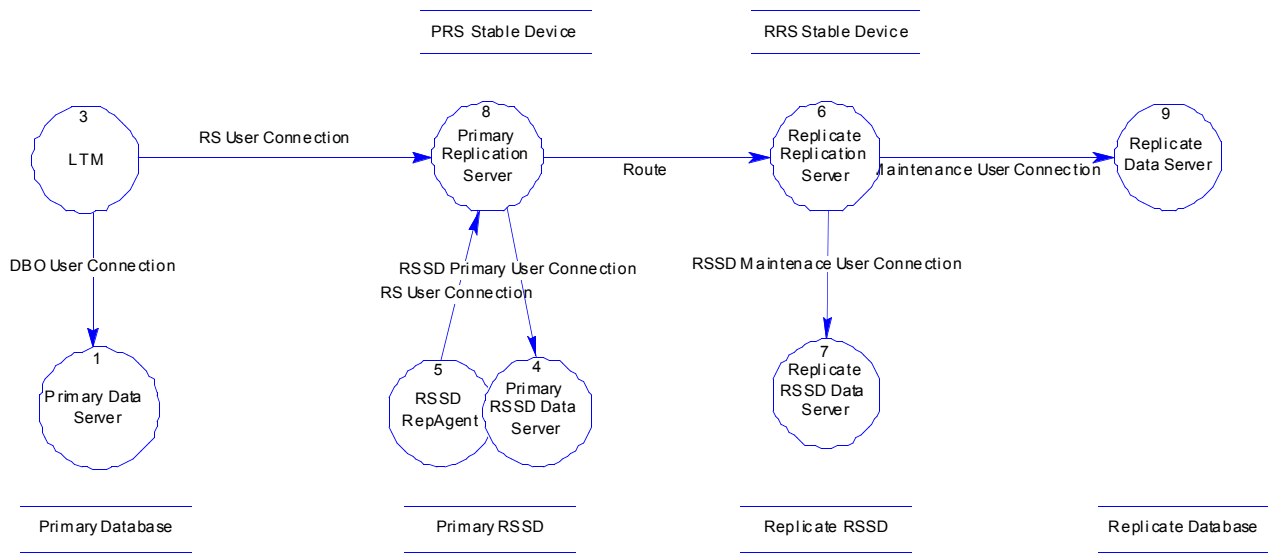 PRS Stable Device
RRS Stable Device
3
LTM
RS User Connection
8
Primary
Replication
Server
Route
6
Replicate
Replication
Server
Maintenance User Connection
9
Replicate
Data Server
DBO User Connection
RSSD Primary User Connection
RS User Connection
RSSD Maintenace User Connection
1
Primary Data
Server
5
RSSD
RepAgent
4
Primary
RSSD Data
Server
7
Replicate
RSSD Data
Server
Primary Database
Primary RSSD
Replicate RSSD
Replicate Database